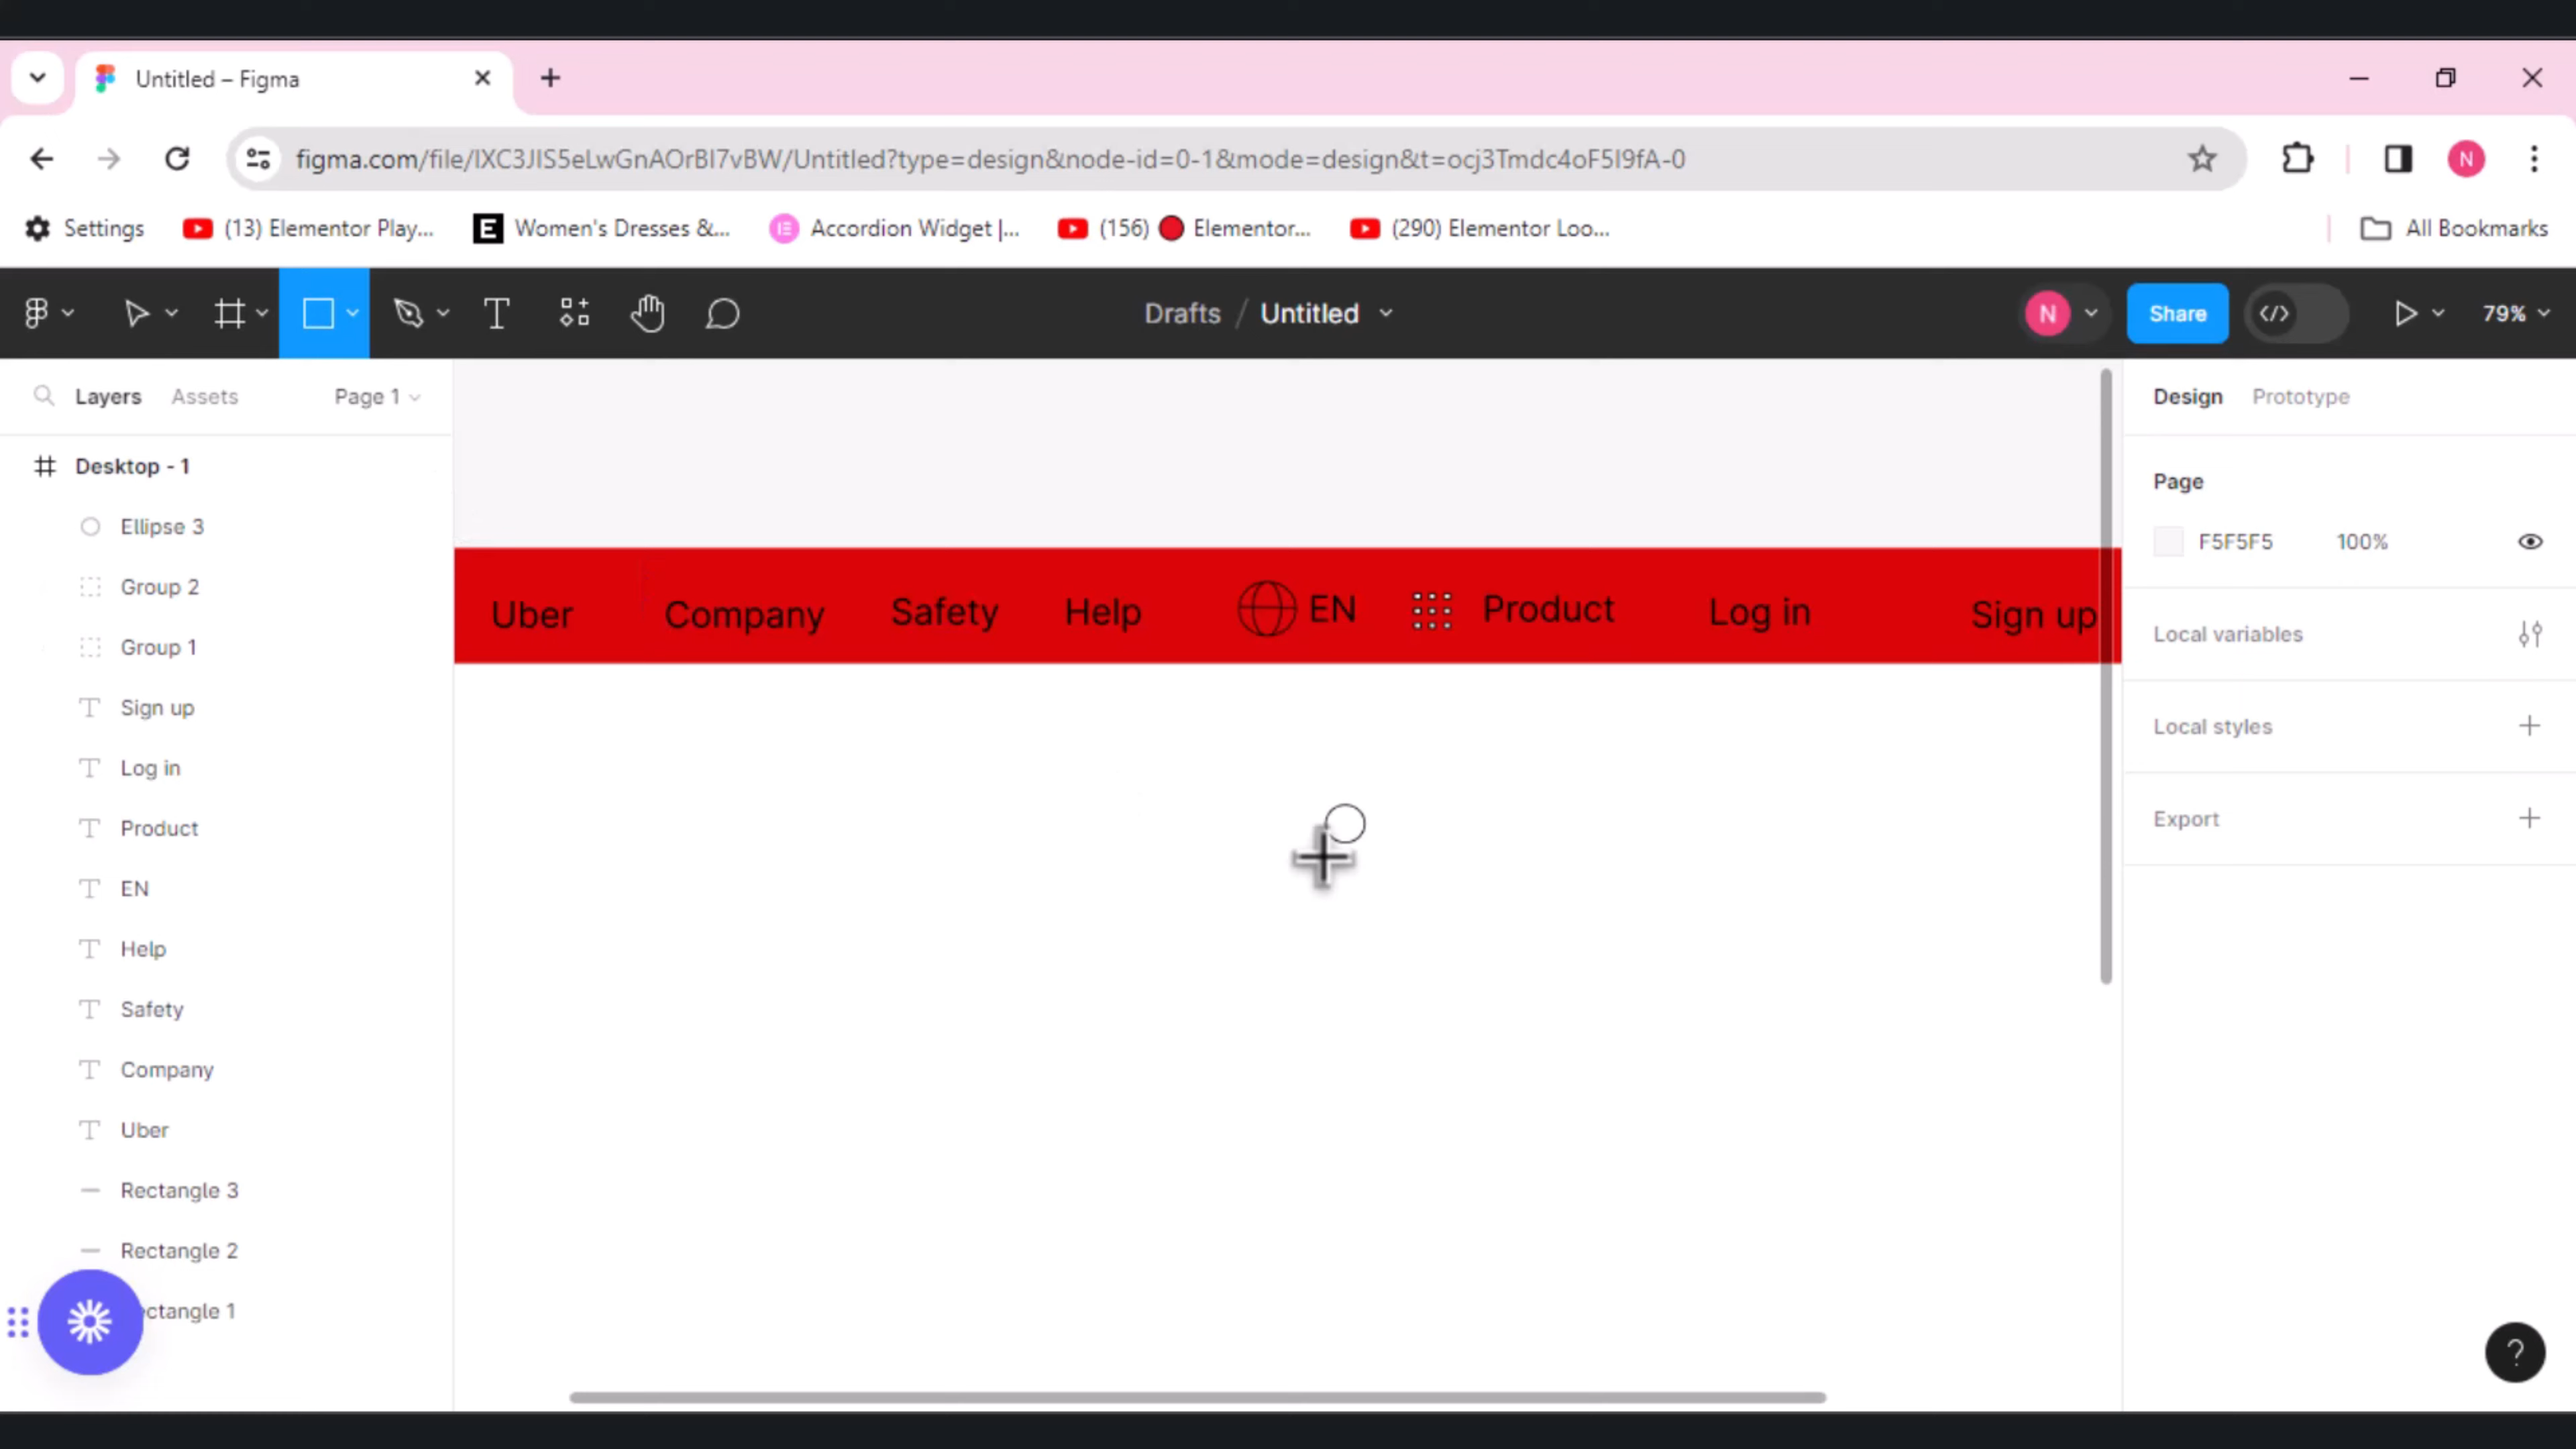 Untitled – Figma
figma.com/file/IXC3JIS5eLwGnAOrBI7vBW/Untitled?type=design&node-id=0-1&mode=design&t=ocj3Tmdc4oF5I9fA-0
N
Settings
(13) Elementor Play...
E
Women's Dresses &...
Accordion Widget |...
(156)
Elementor...
(290) Elementor Loo...
All Bookmarks
Drafts / Untitled
N
Share
79%
Layers
Assets
Page 1
Design
Prototype
Desktop - 1
Ellipse 3
Group 2
Group 1
Sign up
Log in
Product
EN
Help
Safety
Company
Uber
Rectangle 3
Rectangle 2
ectangle 1
Uber
Company
Safety
Help
EN
Product
Log in
Sign up
Page
F5F5F5
100%
Local variables
Local styles
Export
?